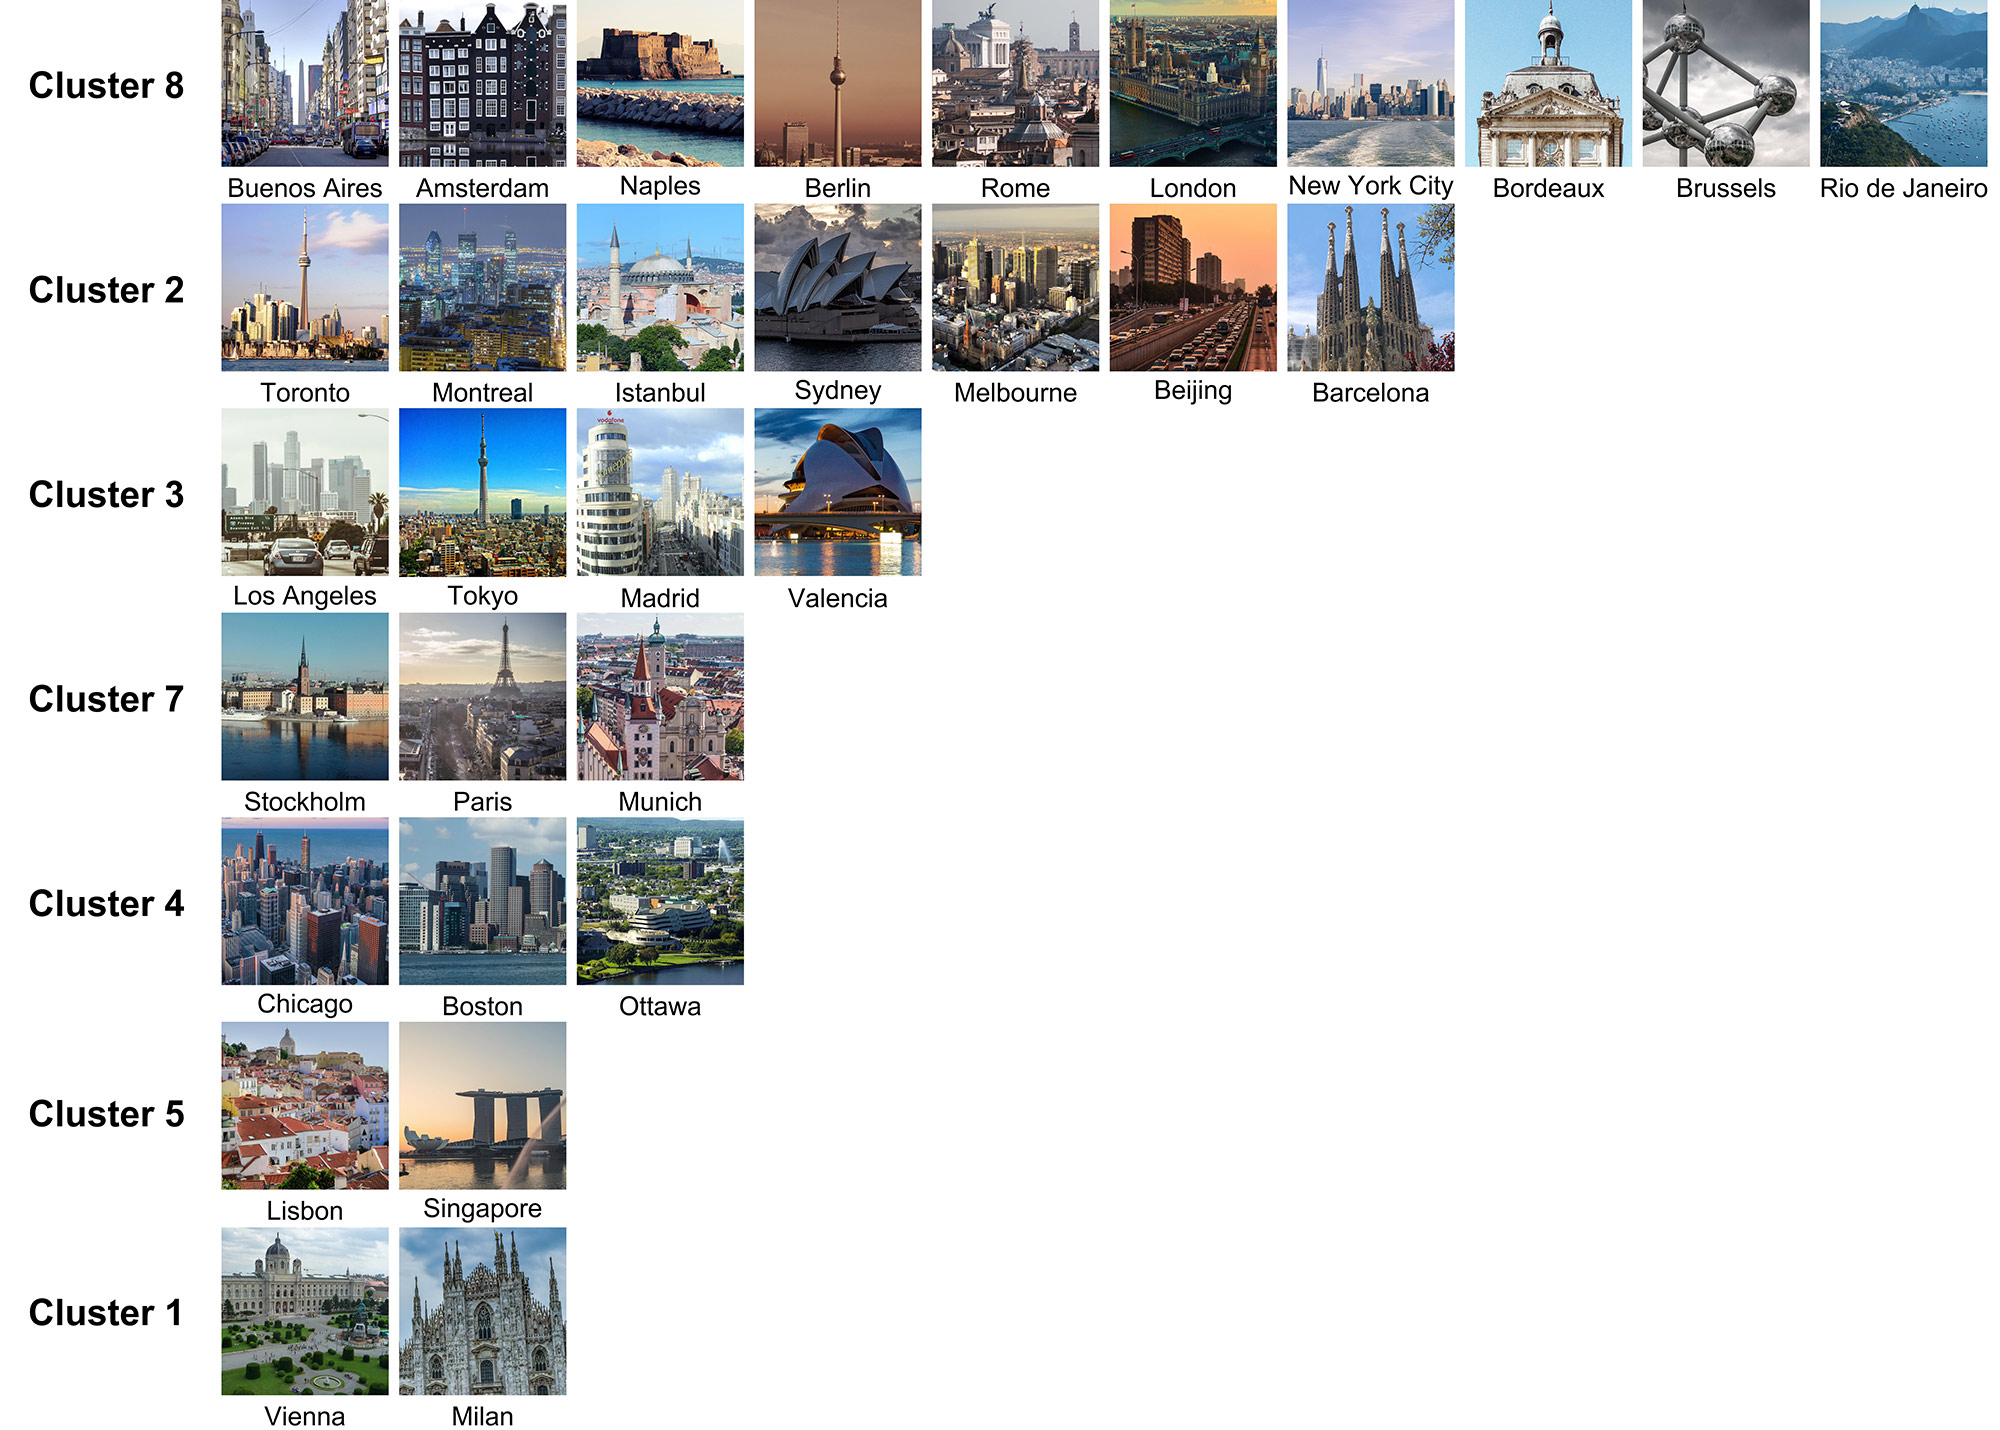 Cluster 8
Buenos Aires Amsterdam Naples Berlin Rome London New York City Bordeaux Brussels Rio de Janeiro
Cluster 2
Toronto Montreal Istanbul Sydney Melbourne Beijing Barcelona
Cluster 3
vodafone
Los Angeles Tokyo Madrid Valencia
Cluster 7
Stockholm Paris Munich
Cluster 4
Chicago Boston Ottawa
Cluster 5
Lisbon Singapore
Cluster 1
Vienna Milan